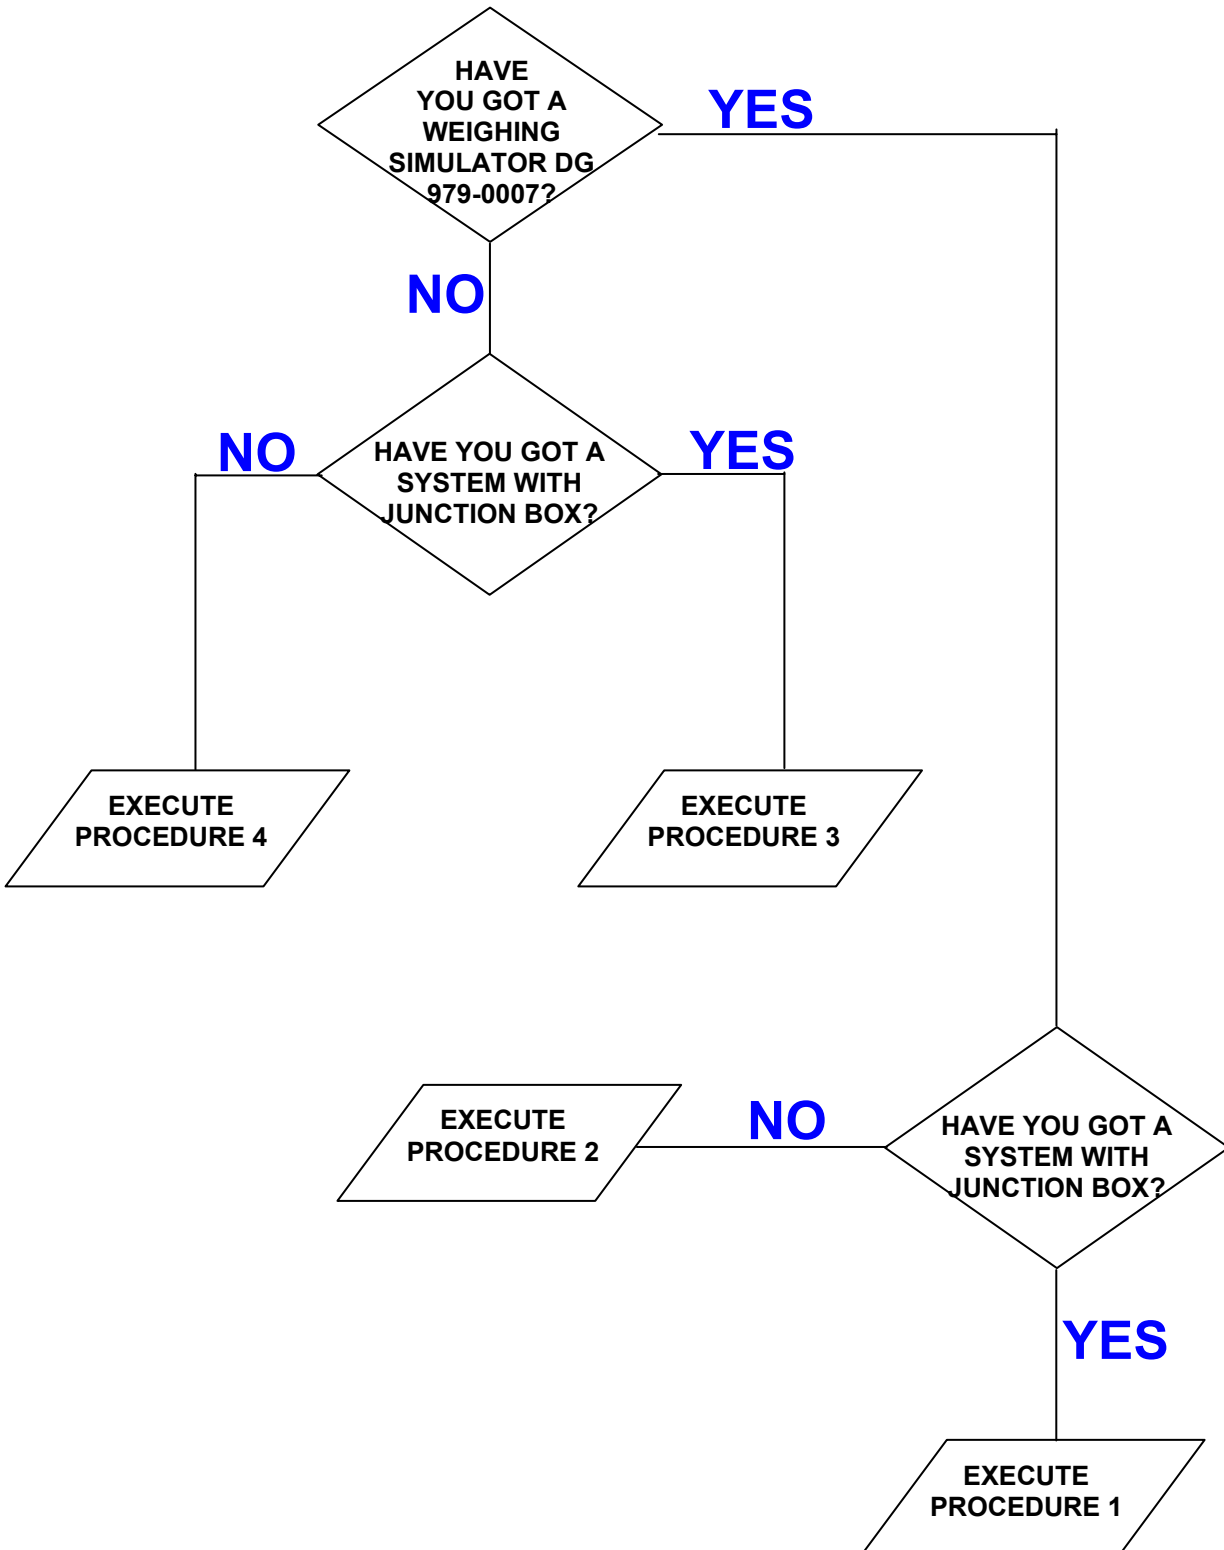 HAVE
YOU GOT A
WEIGHING
SIMULATOR DG
979-0007?
YES
NO
NO
HAVE YOU GOT A
SYSTEM WITH
JUNCTION BOX?
YES
EXECUTE
PROCEDURE 4
EXECUTE
PROCEDURE 3
EXECUTE
PROCEDURE 2
NO
HAVE YOU GOT A
SYSTEM WITH
JUNCTION BOX?
YES
EXECUTE
PROCEDURE 1